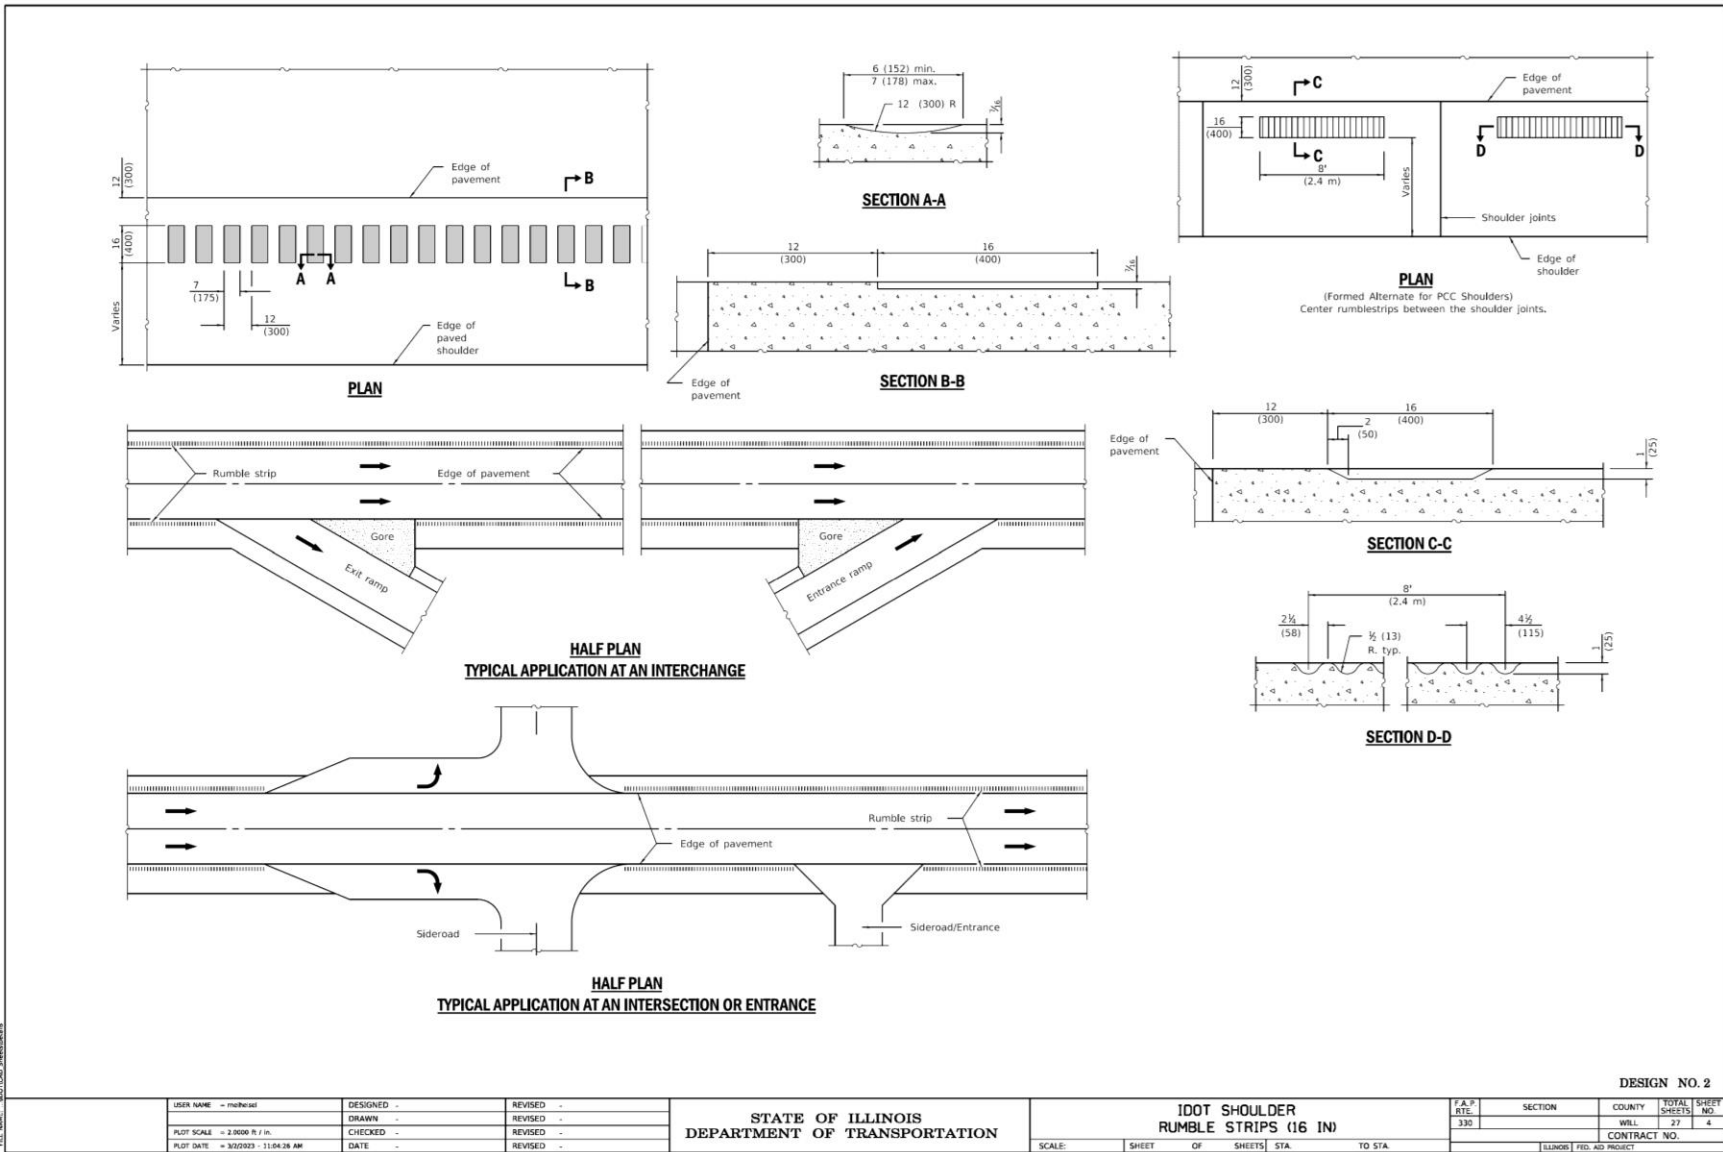 12
(300)
Edge of
pavement
B
16
(400)
A
A
B
7
(175)
12
(300)
Varies
Edge of
paved
shoulder
PLAN
6 (152) min.
7 (178) max.
12 (300) R
7/16
SECTION A-A
12
(300)
16
(400)
7/16
Edge of
pavement
SECTION B-B
12
(300)
C
Edge of
pavement
16
(400)
C
8'
(2.4 m)
Varies
D
D
Shoulder joints
Edge of
shoulder
PLAN
(Formed Alternate for PCC Shoulders)
Center rumblestrips between the shoulder joints.
Rumble strip
Edge of pavement
Gore
Exit ramp
Gore
Entrance ramp
HALF PLAN
TYPICAL APPLICATION AT AN INTERCHANGE
12
(300)
16
(400)
2
(50)
1
(25)
Edge of
pavement
SECTION C-C
8'
(2.4 m)
2¼
(58)
½ (13)
R. typ.
4½
(115)
1
(25)
SECTION D-D
Rumble strip
Edge of pavement
Sideroad
Sideroad/Entrance
HALF PLAN
TYPICAL APPLICATION AT AN INTERSECTION OR ENTRANCE
DESIGN NO. 2
USER NAME =
PLOT SCALE = 2.0000 ft / in.
PLOT DATE = 3/2/2023 - 11:04:26 AM
DESIGNED -
DRAWN -
CHECKED -
DATE -
REVISED -
REVISED -
REVISED -
REVISED -
STATE OF ILLINOIS
DEPARTMENT OF TRANSPORTATION
IDOT SHOULDER
RUMBLE STRIPS (16 IN)
SCALE: SHEET OF SHEETS STA. TO STA.
F.A.P. RTE. SECTION COUNTY TOTAL SHEETS SHEET NO.
330 WILL 27 4
CONTRACT NO.
ILLINOIS FED. AID PROJECT